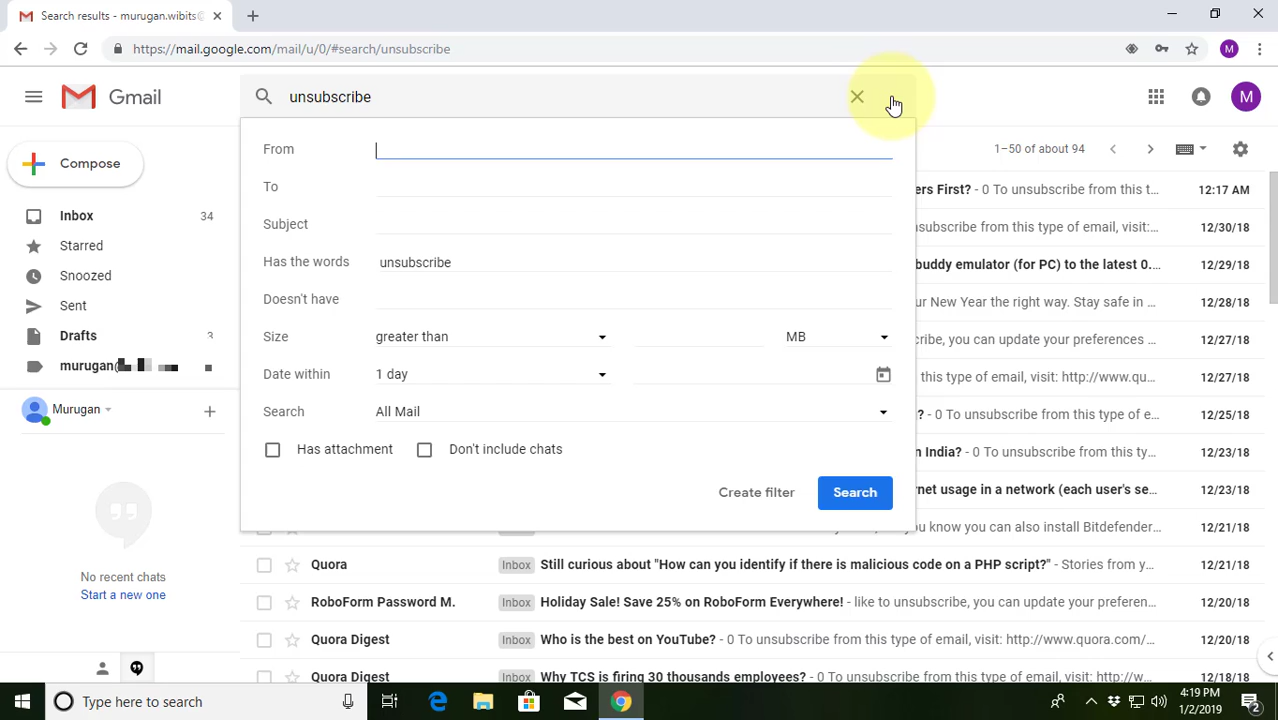 Search results - murugan.wibits@
https://mail.google.com/mail/u/0/#search/unsubscribe
M
Gmail
unsubscribe
M
Compose
1–50 of about 94
From
To
Subject
Has the words unsubscribe
Doesn't have
Size greater than MB
Date within 1 day
Search All Mail
Has attachment Don't include chats
Create filter Search
Inbox 34
Starred
Snoozed
Sent
Drafts 3
murugan@
Murugan
No recent chats
Start a new one
ers First? - 0 To unsubscribe from this t... 12:17 AM
nsubscribe from this type of email, visit:... 12/30/18
buddy emulator (for PC) to the latest 0.... 12/29/18
ur New Year the right way. Stay safe in ... 12/28/18
cribe, you can update your preferences ... 12/27/18
this type of email, visit: http://www.quo... 12/27/18
? - 0 To unsubscribe from this type of e... 12/25/18
n India? - 0 To unsubscribe from this ty... 12/23/18
rnet usage in a network (each user's se... 12/23/18
u know you can also install Bitdefender... 12/21/18
Quora Inbox Still curious about "How can you identify if there is malicious code on a PHP script?" - Stories from y... 12/21/18
RoboForm Password M. Inbox Holiday Sale! Save 25% on RoboForm Everywhere! - like to unsubscribe, you can update your preferen... 12/20/18
Quora Digest Inbox Who is the best on YouTube? - 0 To unsubscribe from this type of email, visit: http://www.quora.com/... 12/20/18
Quora Digest Inbox Why TCS is firing 30 thousands employees? - 0 To unsubscribe from this type of email, visit: http://w... 12/18/18
Type here to search
4:19 PM
1/2/2019
2